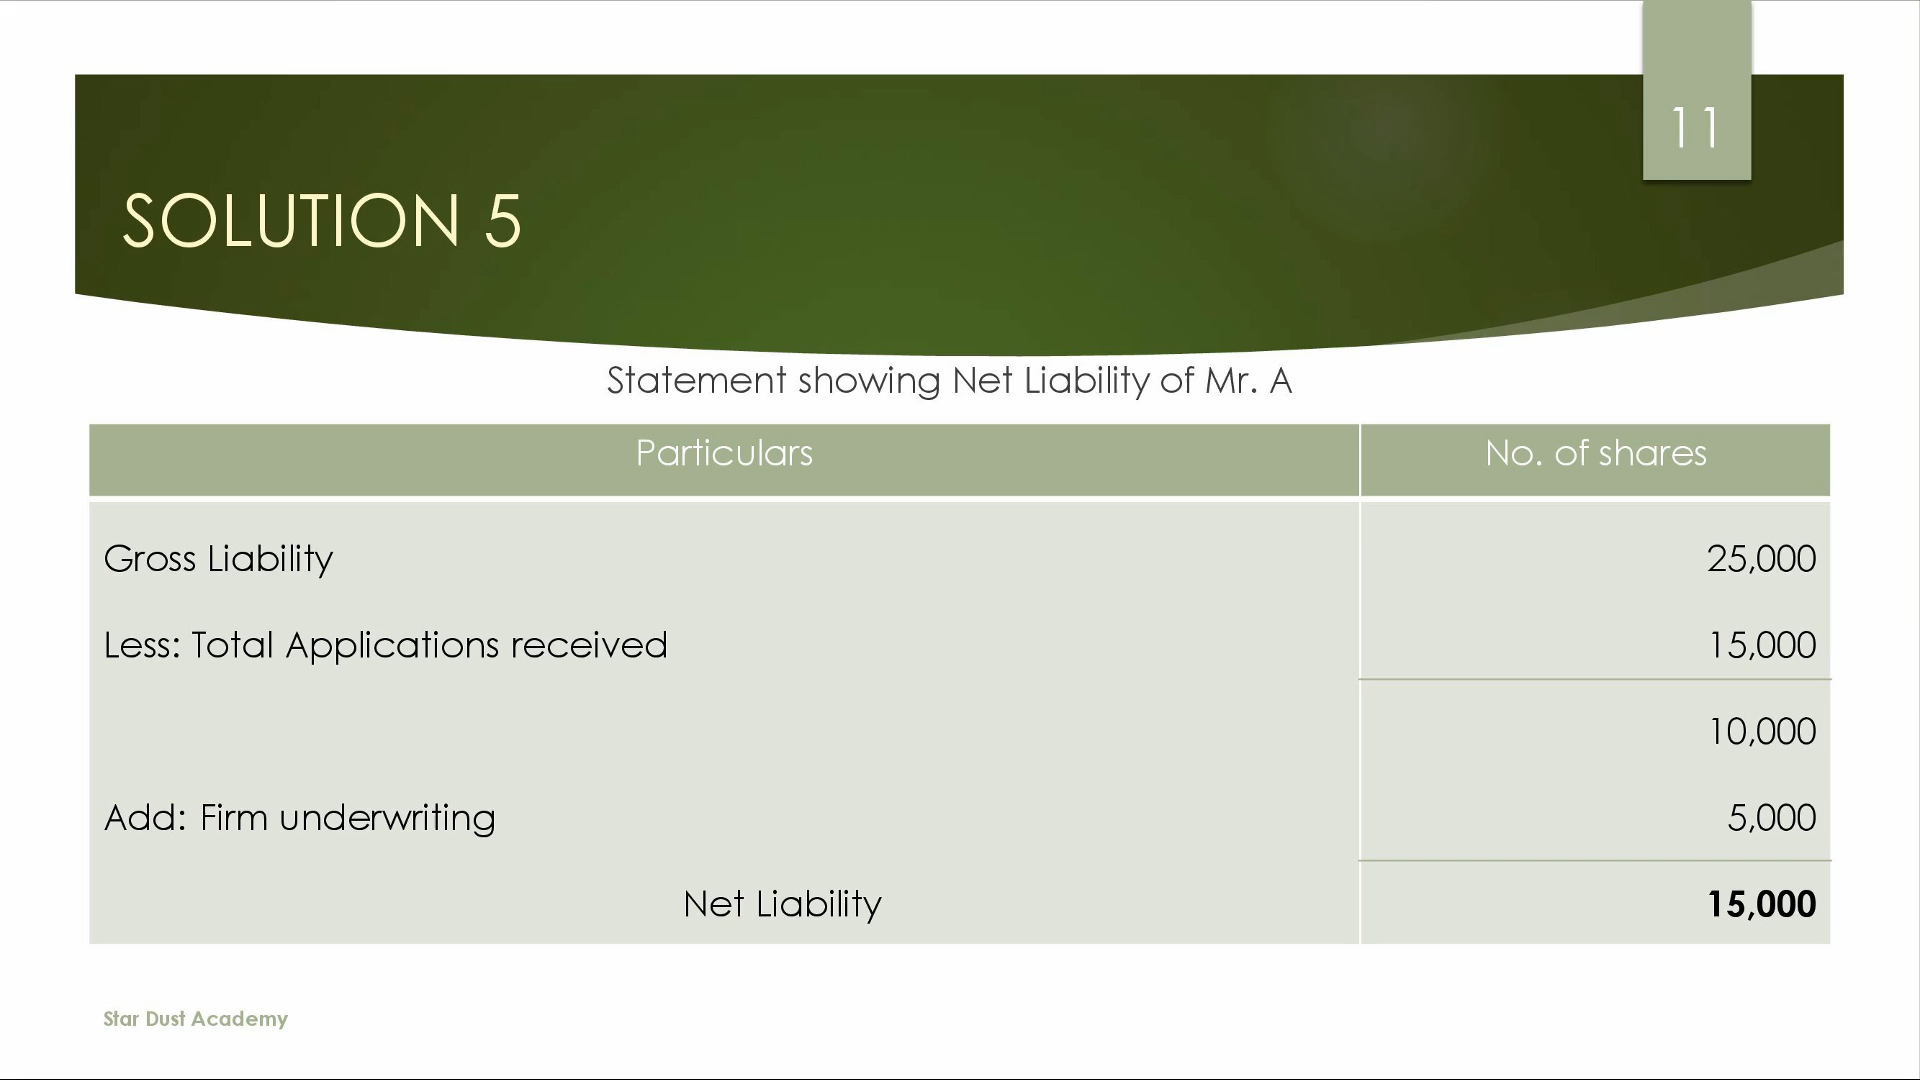 11
SOLUTION 5
Statement showing Net Liability of Mr. A
Particulars No. of shares
Gross Liability 25,000
Less: Total Applications received 15,000
10,000
Add: Firm underwriting 5,000
Net Liability 15,000
Star Dust Academy